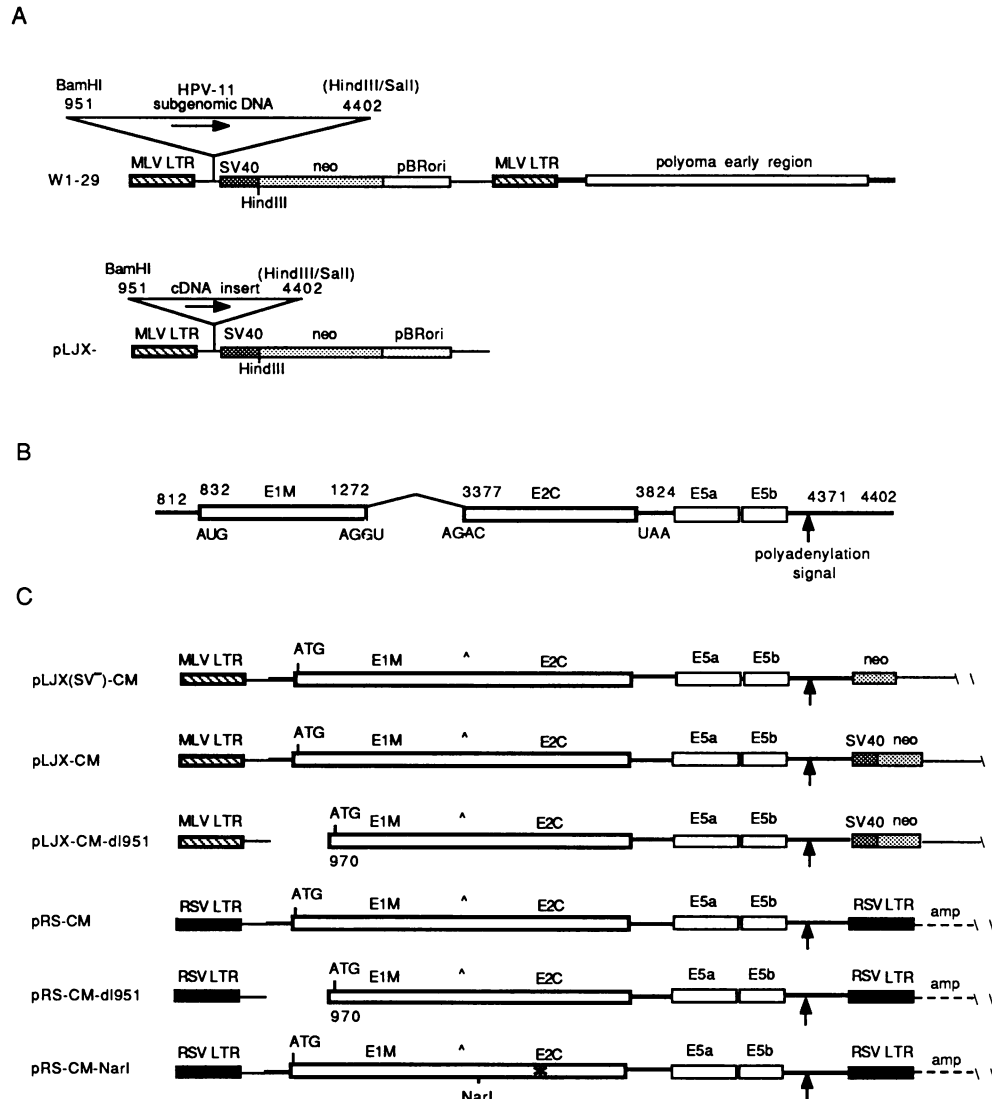 A
BamHI HPV-11 (HindIII/SalI)
951 subgenomic DNA 4402
MLV LTR SV40 neo pBRori MLV LTR polyoma early region
W1-29
HindIII
BamHI (HindIII/SalI)
951 cDNA insert 4402
MLV LTR SV40 neo pBRori
pLJX-
HindIII
B
812 832 E1M 1272 3377 E2C 3824 E5a E5b 4371 4402
AUG AGGU AGAC UAA
polyadenylation
signal
C
pLJX(SV⁻)-CM MLV LTR ATG E1M ^ E2C E5a E5b neo
pLJX-CM MLV LTR ATG E1M ^ E2C E5a E5b SV40 neo
pLJX-CM-dl951 MLV LTR ATG E1M ^ E2C E5a E5b SV40 neo
970
pRS-CM RSV LTR ATG E1M ^ E2C E5a E5b RSV LTR amp
pRS-CM-dl951 RSV LTR ATG E1M ^ E2C E5a E5b RSV LTR amp
970
pRS-CM-NarI RSV LTR ATG E1M ^ E2C E5a E5b RSV LTR amp
NarI